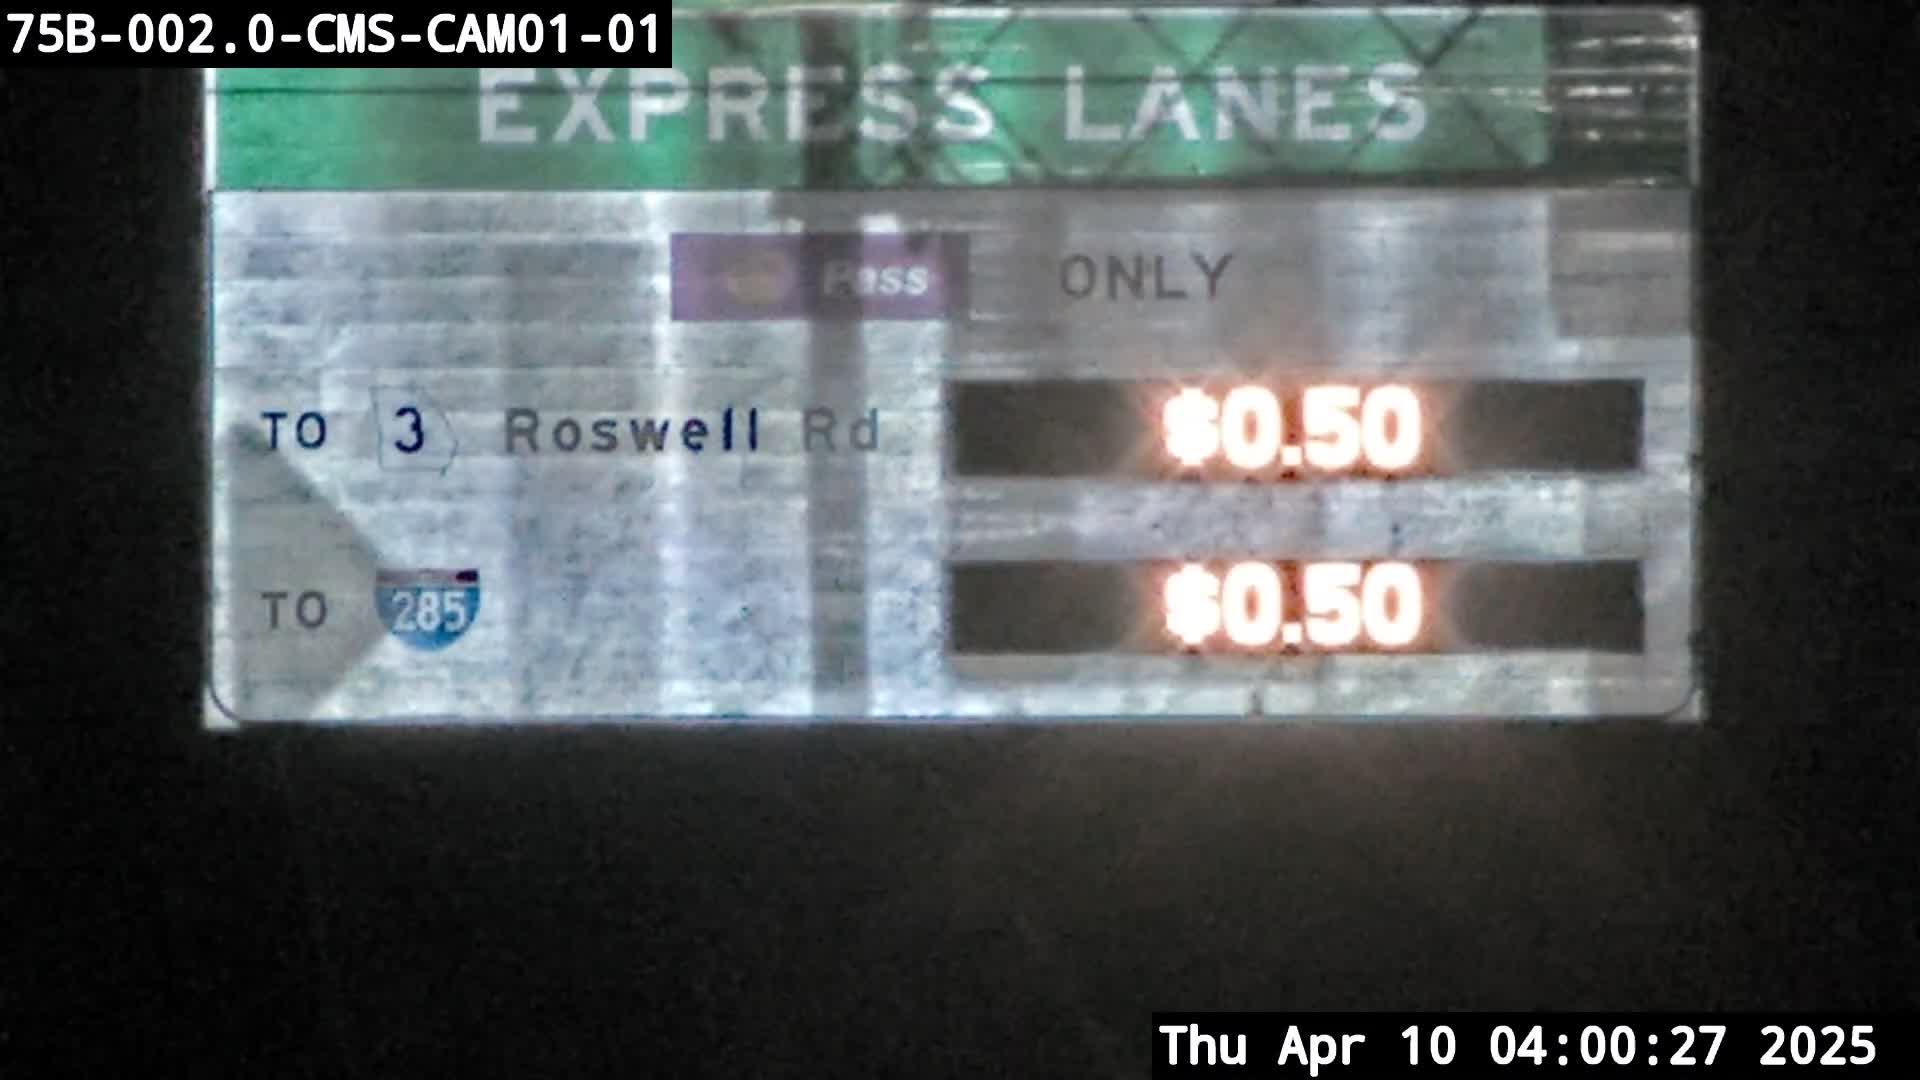 75B-002.0-CMS-CAM01-01
EXPRESS LANES
Pass ONLY
TO 3 Roswell Rd $0.50
TO 285 $0.50
Thu Apr 10 04:00:27 2025